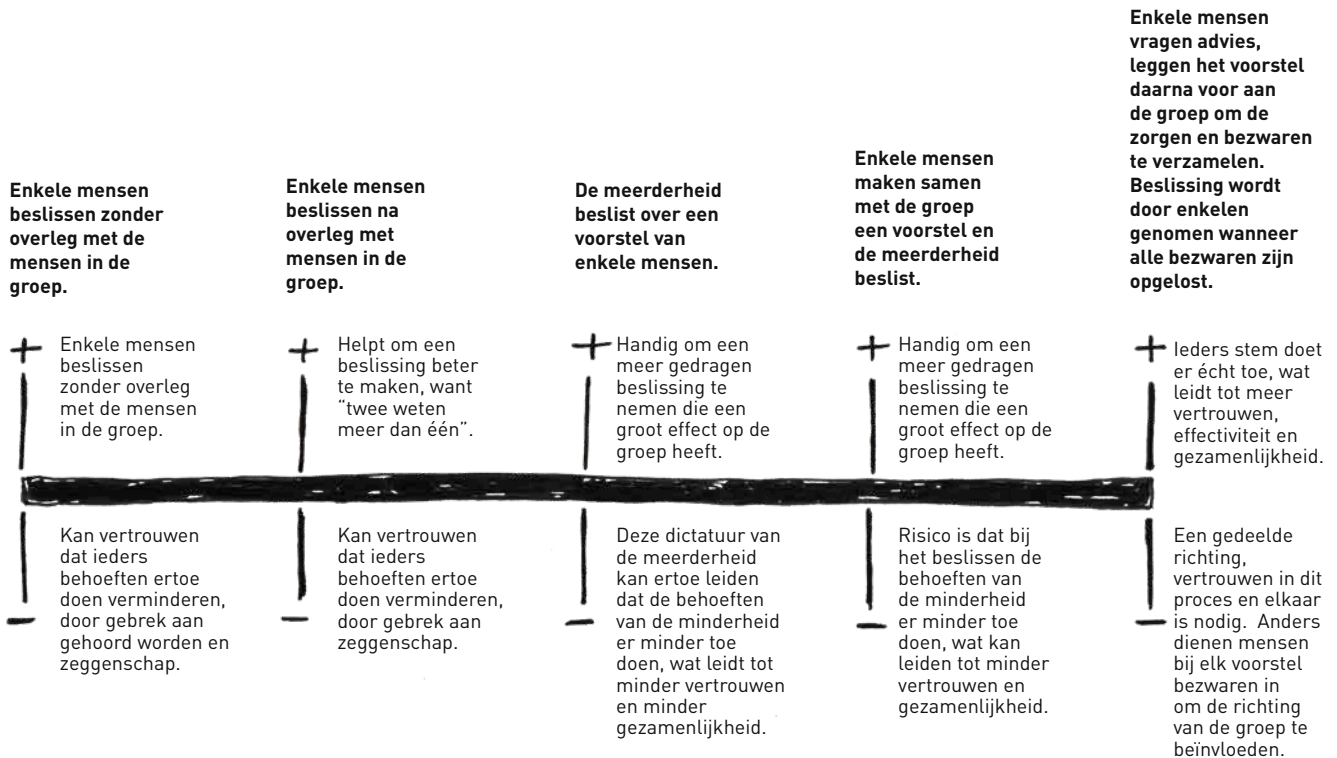 Enkele mensen
beslissen zonder
overleg met de
mensen in de
groep.
Enkele mensen
beslissen na
overleg met
mensen in de
groep.
De meerderheid
beslist over een
voorstel van
enkele mensen.
Enkele mensen
maken samen
met de groep
een voorstel en
de meerderheid
beslist.
Enkele mensen
vragen advies,
leggen het voorstel
daarna voor aan
de groep om de
zorgen en bezwaren
te verzamelen.
Beslissing wordt
door enkelen
genomen wanneer
alle bezwaren zijn
opgelost.
+
Enkele mensen
beslissen
zonder overleg
met de mensen
in de groep.
+
Helpt om een
beslissing beter
te maken, want
“twee weten
meer dan één”.
+
Handig om een
meer gedragen
beslissing te
nemen die een
groot effect op de
groep heeft.
+
Handig om een
meer gedragen
beslissing te
nemen die een
groot effect op de
groep heeft.
+
Ieders stem doet
er écht toe, wat
leidt tot meer
vertrouwen,
effectiviteit en
gezamenlijkheid.
–
Kan vertrouwen
dat ieders
behoeften ertoe
doen verminderen,
door gebrek aan
gehoord worden en
zeggenschap.
–
Kan vertrouwen
dat ieders
behoeften ertoe
doen verminderen,
door gebrek aan
zeggenschap.
–
Deze dictatuur van
de meerderheid
kan ertoe leiden
dat de behoeften
van de minderheid
er minder toe
doen, wat leidt tot
minder vertrouwen
en minder
gezamenlijkheid.
–
Risico is dat bij
het beslissen de
behoeften van
de minderheid
er minder toe
doen, wat kan
leiden tot minder
vertrouwen en
gezamenlijkheid.
–
Een gedeelde
richting,
vertrouwen in dit
proces en elkaar
is nodig.  Anders
dienen mensen
bij elk voorstel
bezwaren in
om de richting
van de groep te
beïnvloeden.